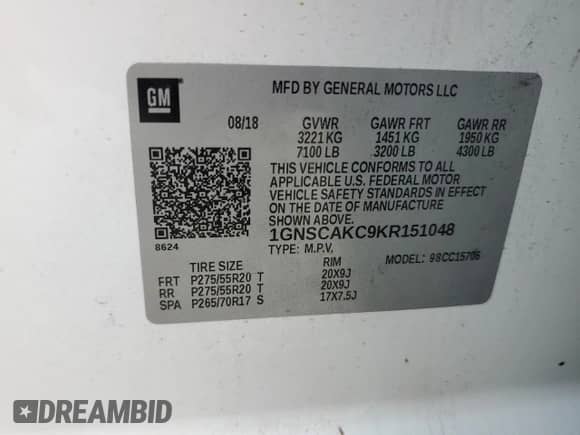 GM
MFD BY GENERAL MOTORS LLC
08/18 GVWR GAWR FRT GAWR RR
3221 KG 1451 KG 1950 KG
7100 LB 3200 LB 4300 LB
THIS VEHICLE CONFORMS TO ALL
APPLICABLE U.S. FEDERAL MOTOR
VEHICLE SAFETY STANDARDS IN EFFECT
ON THE DATE OF MANUFACTURE
SHOWN ABOVE.
8624
1GNSCAKC9KR151048
TYPE: M.P.V. MODEL: 98CC15706
TIRE SIZE RIM
FRT P275/55R20 T 20X9J
RR P275/55R20 T 20X9J
SPA P265/70R17 S 17X7.5J
DREAMBID